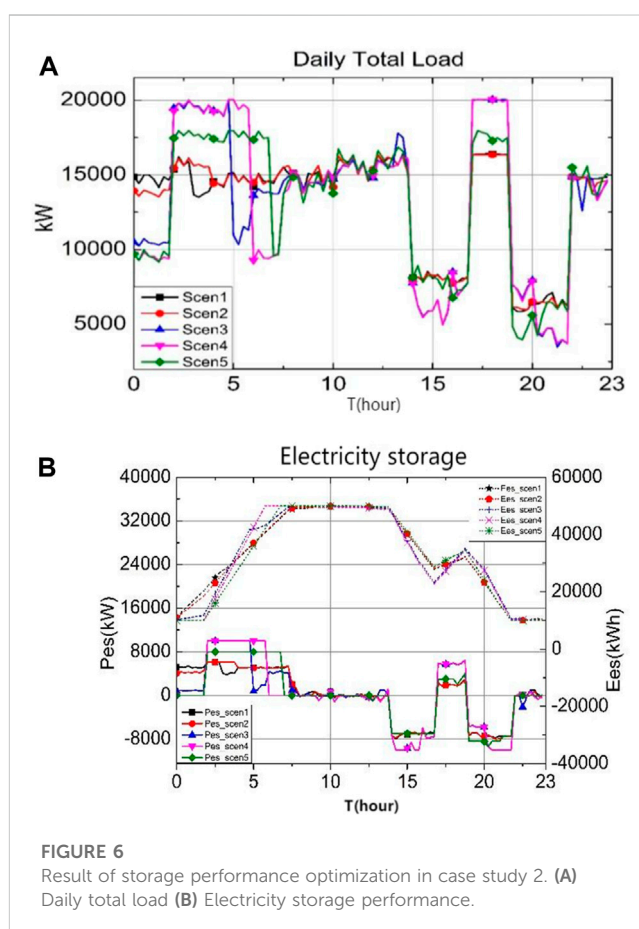 A
Daily Total Load
20000
15000
10000
5000
kW
Scen1
Scen2
Scen3
Scen4
Scen5
0
5
10
15
20
23
T(hour)
B
Electricity storage
40000
32000
24000
16000
8000
0
-8000
Pes(kW)
60000
40000
20000
0
-20000
-40000
Ees(kWh)
Ees_scen1
Ees_scen2
Ees_scen3
Ees_scen4
Ees_scen5
Pes_scen1
Pes_scen2
Pes_scen3
Pes_scen4
Pes_scen5
0
5
10
15
20
23
T(hour)
FIGURE 6
Result of storage performance optimization in case study 2. (A)
Daily total load (B) Electricity storage performance.